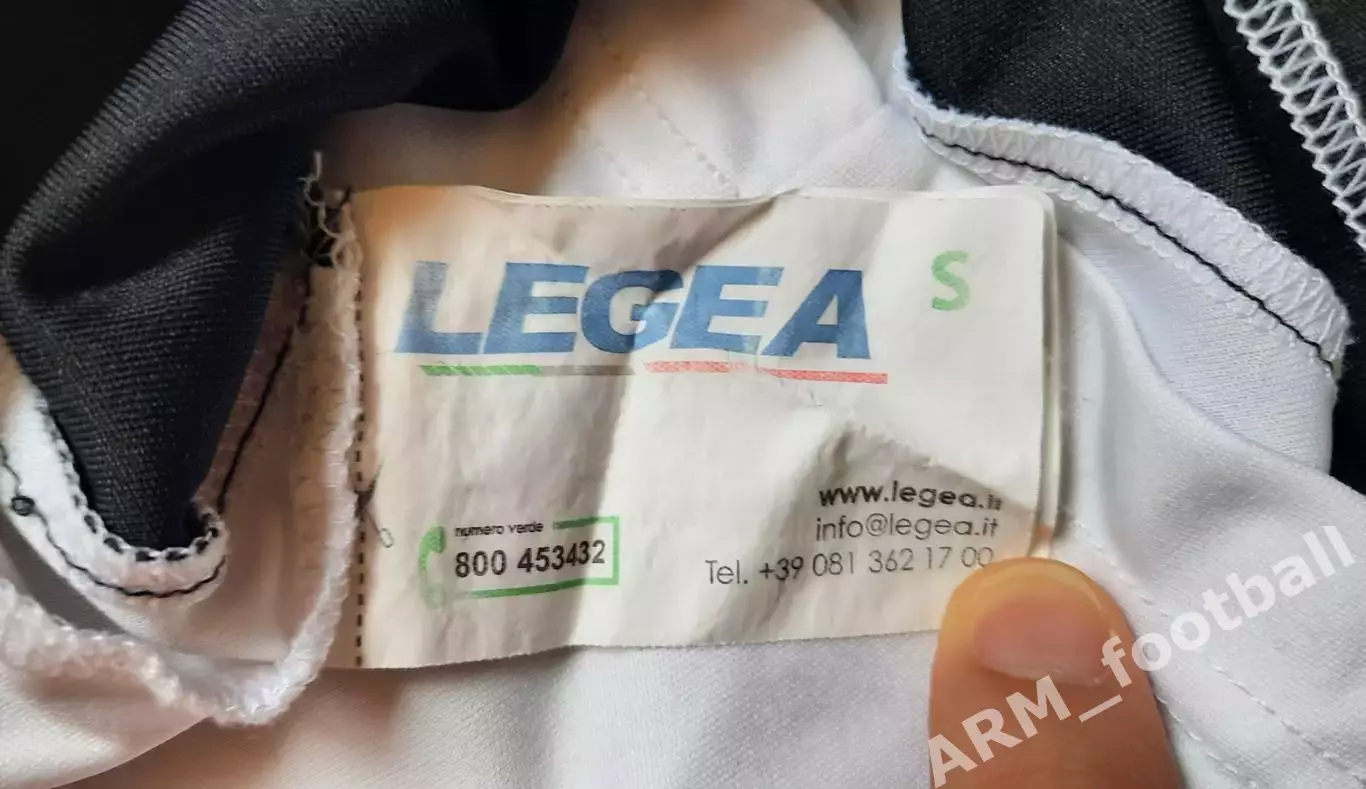 LEGEA S
www.legea.it
info@legea.it
numero verde
800 453432
Tel. +39 081 362 17 00
ARM_football